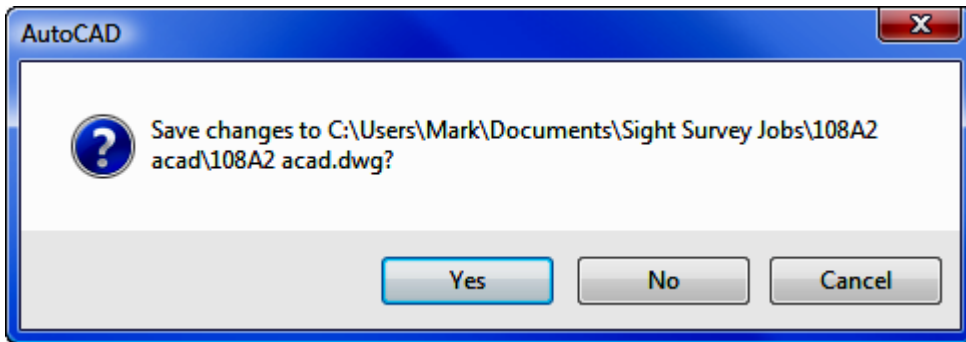 AutoCAD
Save changes to C:\Users\Mark\Documents\Sight Survey Jobs\108A2
acad\108A2 acad.dwg?
Yes No Cancel